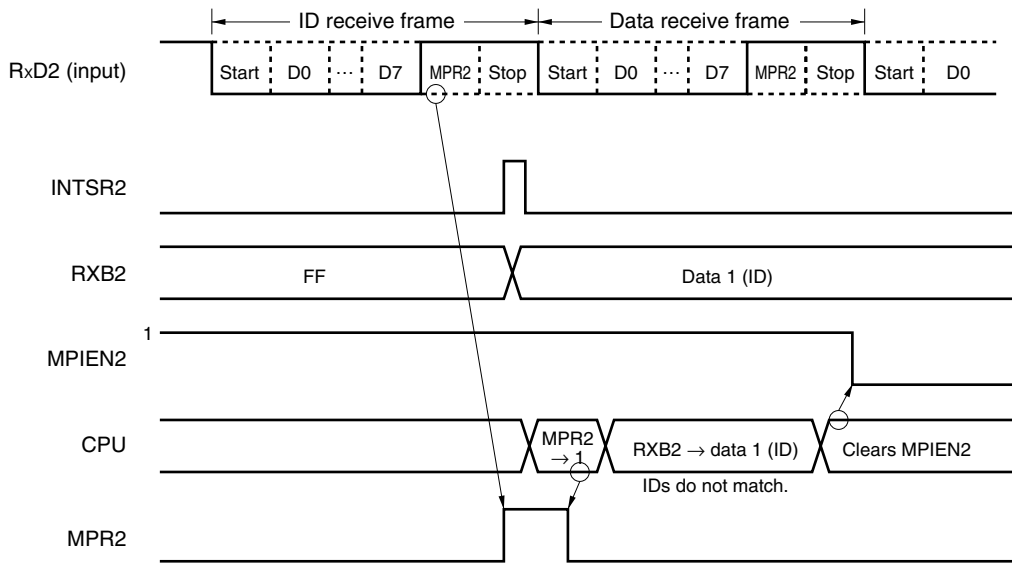 ID receive frame Data receive frame
RxD2 (input) Start D0 ... D7 MPR2 Stop Start D0 ... D7 MPR2 Stop Start D0
INTSR2
RXB2 FF Data 1 (ID)
1
MPIEN2
CPU MPR2 → 1 RXB2 → data 1 (ID) Clears MPIEN2
IDs do not match.
MPR2